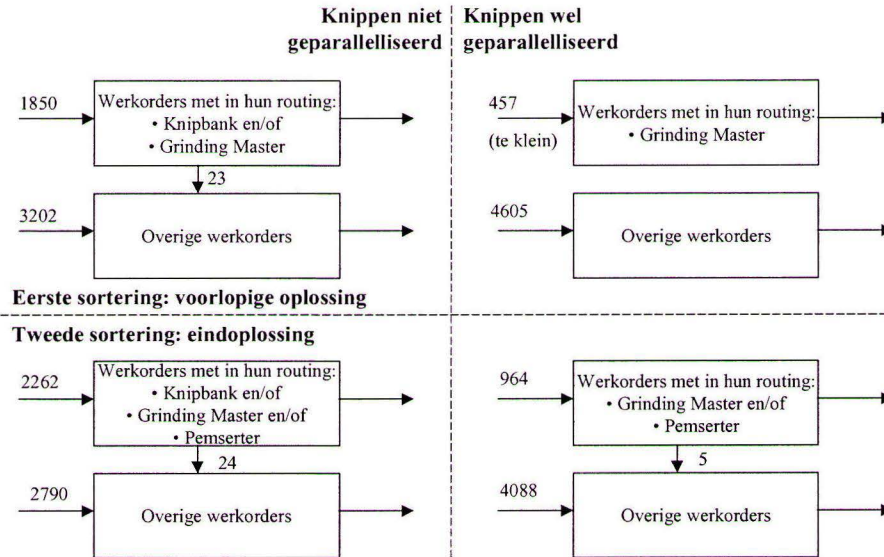 Knippen niet
geparallelliseerd
Knippen wel
geparallelliseerd
1850
Werkorders met in hun routing:
• Knipbank en/of
• Grinding Master
23
3202
Overige werkorders
457
(te klein)
Werkorders met in hun routing:
• Grinding Master
4605
Overige werkorders
Eerste sortering: voorlopige oplossing
Tweede sortering: eindoplossing
2262
Werkorders met in hun routing:
• Knipbank en/of
• Grinding Master en/of
• Pemserter
24
2790
Overige werkorders
964
Werkorders met in hun routing:
• Grinding Master en/of
• Pemserter
5
4088
Overige werkorders